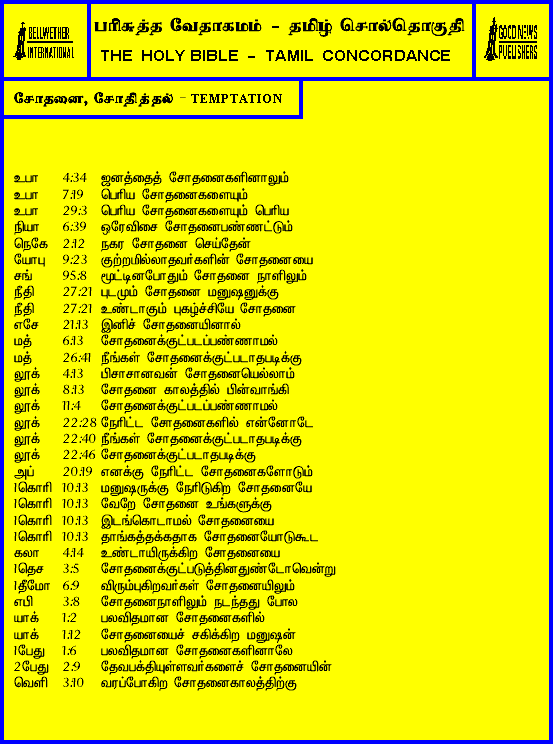 BELLWETHER
INTERNATIONAL
பரிசுத்த வேதாகமம் - தமிழ் சொல்தொகுதி
THE HOLY BIBLE - TAMIL CONCORDANCE
GOOD NEWS
PUBLISHERS
சோதனை, சோதித்தல் - TEMPTATION
உபா 4:34 ஜனத்தைத் சோதனைகளினாலும்
உபா 7:19 பெரிய சோதனைகளையும்
உபா 29:3 பெரிய சோதனைகளையும் பெரிய
நியா 6:39 ஒரேவிசை சோதனைபண்ணட்டும்
நெகே 2:12 நகர சோதனை செய்தேன்
யோபு 9:23 குற்றமில்லாதவர்களின் சோதனையை
சங் 95:8 மூட்டினபோதும் சோதனை நாளிலும்
நீதி 27:21 புடமும் சோதனை மனுஷனுக்கு
நீதி 27:21 உண்டாகும் புகழ்ச்சியே சோதனை
எசே 21:13 இனிச் சோதனையினால்
மத் 6:13 சோதனைக்குட்படப்பண்ணாமல்
மத் 26:41 நீங்கள் சோதனைக்குட்படாதபடிக்கு
லூக் 4:13 பிசாசானவன் சோதனையெல்லாம்
லூக் 8:13 சோதனை காலத்தில் பின்வாங்கி
லூக் 11:4 சோதனைக்குட்படப்பண்ணாமல்
லூக் 22:28 நேரிட்ட சோதனைகளில் என்னோடே
லூக் 22:40 நீங்கள் சோதனைக்குட்படாதபடிக்கு
லூக் 22:46 சோதனைக்குட்படாதபடிக்கு
அப் 20:19 எனக்கு நேரிட்ட சோதனைகளோடும்
1கொரி 10:13 மனுஷருக்கு நேரிடுகிற சோதனையே
1கொரி 10:13 வேறே சோதனை உங்களுக்கு
1கொரி 10:13 இடங்கொடாமல் சோதனையை
1கொரி 10:13 தாங்கத்தக்கதாக சோதனையோடுகூட
கலா 4:14 உண்டாயிருக்கிற சோதனையை
1தெச 3:5 சோதனைக்குட்படுத்தினதுண்டோவென்று
1தீமோ 6:9 விரும்புகிறவர்கள் சோதனையிலும்
எபி 3:8 சோதனைநாளிலும் நடந்தது போல
யாக் 1:2 பலவிதமான சோதனைகளில்
யாக் 1:12 சோதனையைச் சகிக்கிற மனுஷன்
1பேது 1:6 பலவிதமான சோதனைகளினாலே
2பேது 2:9 தேவபக்தியுள்ளவர்களைச் சோதனையின்
வெளி 3:10 வரப்போகிற சோதனைகாலத்திற்கு